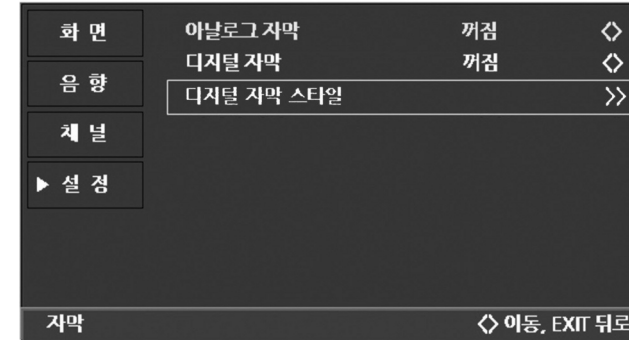 화면
음향
채널
▶ 설정
아날로그 자막 꺼짐 <>
디지털 자막 꺼짐 <>
디지털 자막 스타일 >>
자막 <> 이동, EXIT 뒤로